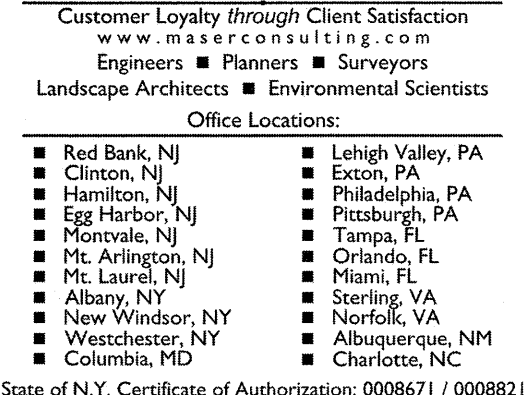 Customer Loyalty through Client Satisfaction
www.maserconsulting.com
Engineers ■ Planners ■ Surveyors
Landscape Architects ■ Environmental Scientists
Office Locations:
■ Red Bank, NJ
■ Clinton, NJ
■ Hamilton, NJ
■ Egg Harbor, NJ
■ Montvale, NJ
■ Mt. Arlington, NJ
■ Mt. Laurel, NJ
■ Albany, NY
■ New Windsor, NY
■ Westchester, NY
■ Columbia, MD
■ Lehigh Valley, PA
■ Exton, PA
■ Philadelphia, PA
■ Pittsburgh, PA
■ Tampa, FL
■ Orlando, FL
■ Miami, FL
■ Sterling, VA
■ Norfolk, VA
■ Albuquerque, NM
■ Charlotte, NC
State of N.Y. Certificate of Authorization: 0008671 / 0008821